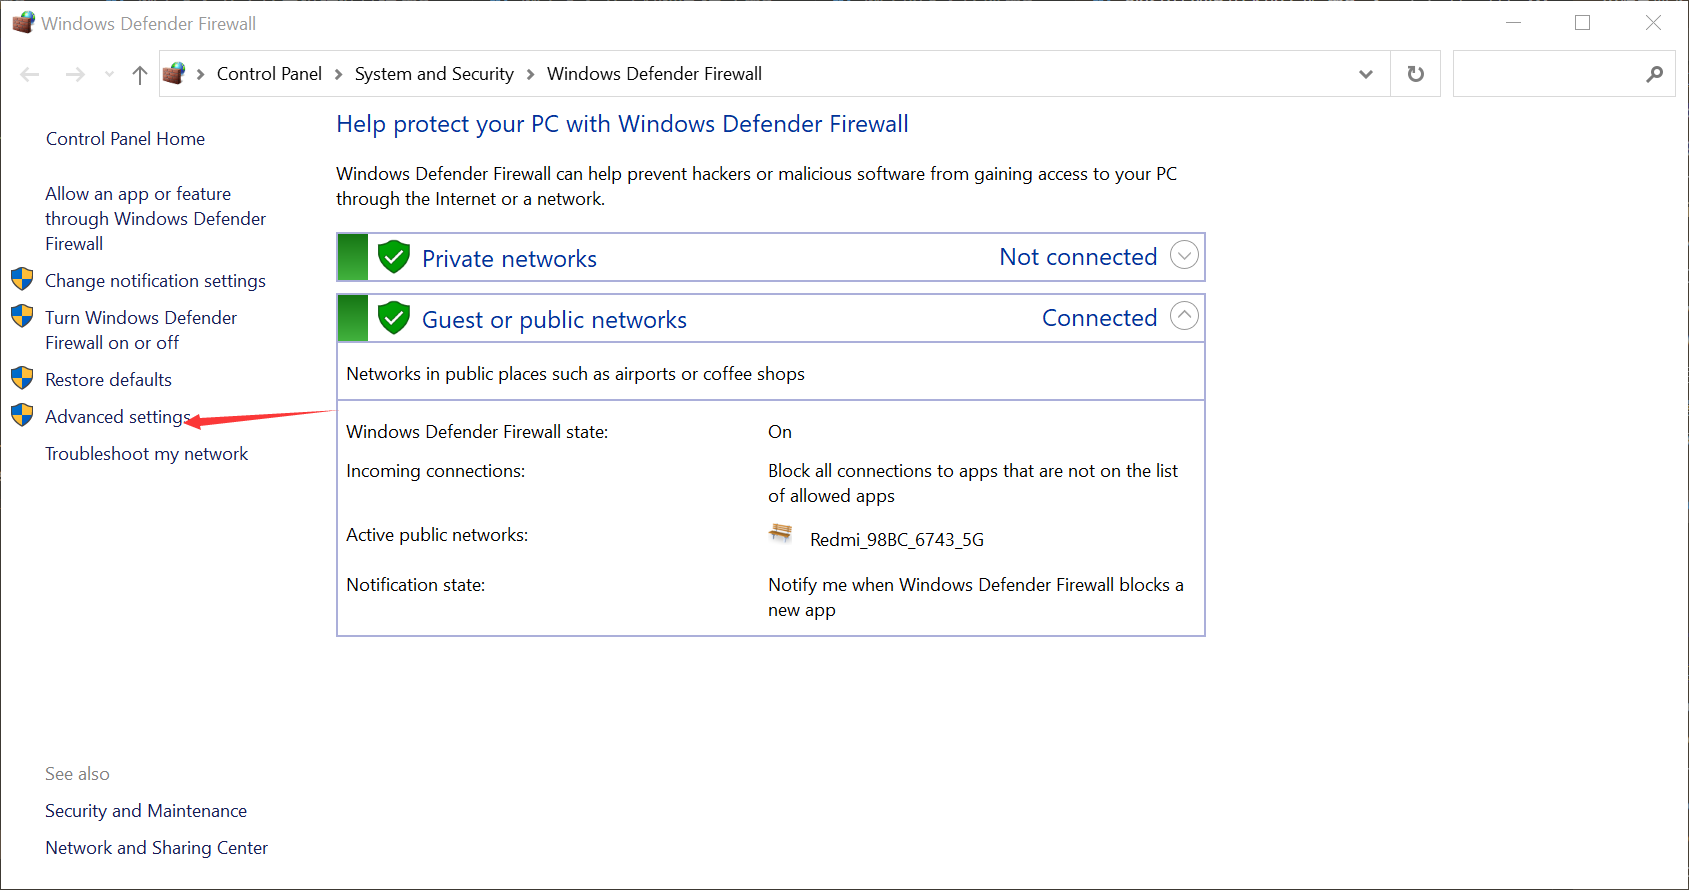 Windows Defender Firewall
Control Panel
System and Security
Windows Defender Firewall
Control Panel Home
Allow an app or feature
through Windows Defender
Firewall
Change notification settings
Turn Windows Defender
Firewall on or off
Restore defaults
Advanced settings
Troubleshoot my network
See also
Security and Maintenance
Network and Sharing Center
Help protect your PC with Windows Defender Firewall
Windows Defender Firewall can help prevent hackers or malicious software from gaining access to your PC
through the Internet or a network.
Private networks
Not connected
Guest or public networks
Connected
Networks in public places such as airports or coffee shops
Windows Defender Firewall state:
On
Incoming connections:
Block all connections to apps that are not on the list
of allowed apps
Active public networks:
Redmi_98BC_6743_5G
Notification state:
Notify me when Windows Defender Firewall blocks a
new app